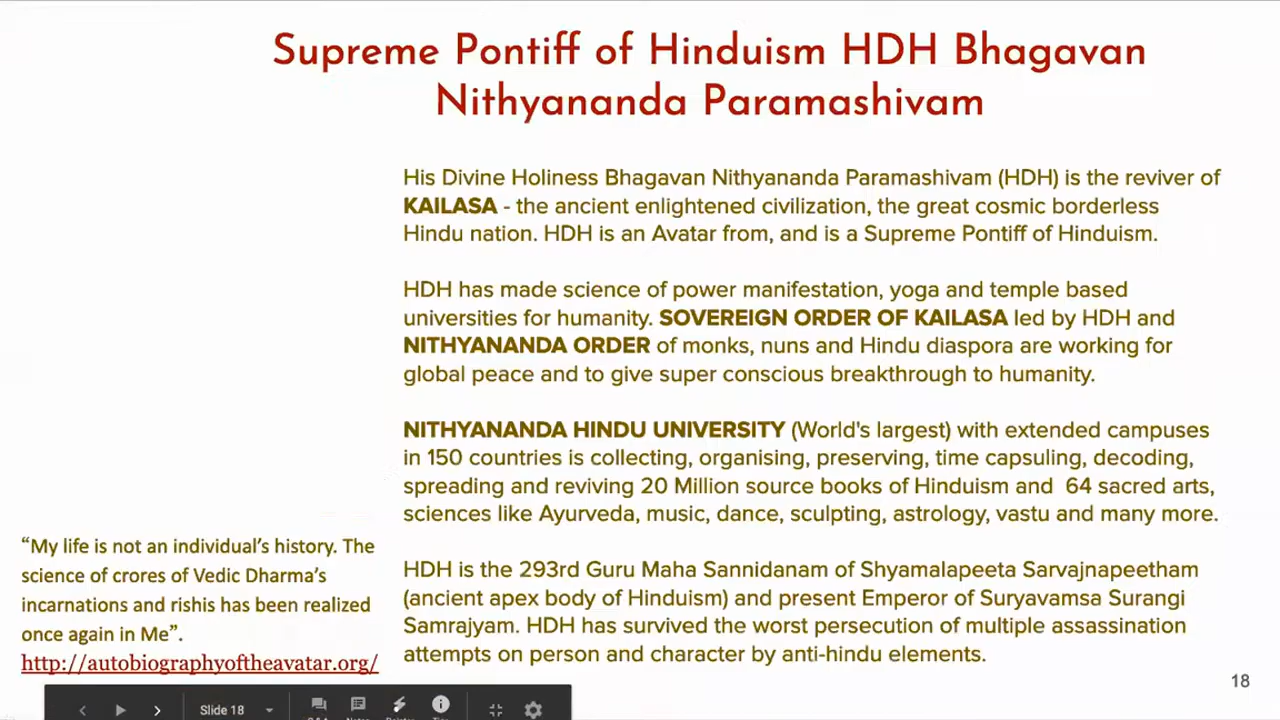 Supreme Pontiff of Hinduism HDH Bhagavan
Nithyananda Paramashivam
His Divine Holiness Bhagavan Nithyananda Paramashivam (HDH) is the reviver of
KAILASA - the ancient enlightened civilization, the great cosmic borderless
Hindu nation. HDH is an Avatar from, and is a Supreme Pontiff of Hinduism.
HDH has made science of power manifestation, yoga and temple based
universities for humanity. SOVEREIGN ORDER OF KAILASA led by HDH and
NITHYANANDA ORDER of monks, nuns and Hindu diaspora are working for
global peace and to give super conscious breakthrough to humanity.
NITHYANANDA HINDU UNIVERSITY (World's largest) with extended campuses
in 150 countries is collecting, organising, preserving, time capsuling, decoding,
spreading and reviving 20 Million source books of Hinduism and 64 sacred arts,
sciences like Ayurveda, music, dance, sculpting, astrology, vastu and many more.
HDH is the 293rd Guru Maha Sannidanam of Shyamalapeeta Sarvajnapeetham
(ancient apex body of Hinduism) and present Emperor of Suryavamsa Surangi
Samrajyam. HDH has survived the worst persecution of multiple assassination
attempts on person and character by anti-hindu elements.
“My life is not an individual’s history. The
science of crores of Vedic Dharma’s
incarnations and rishis has been realized
once again in Me”.
http://autobiographyoftheavatar.org/
18
Slide 18